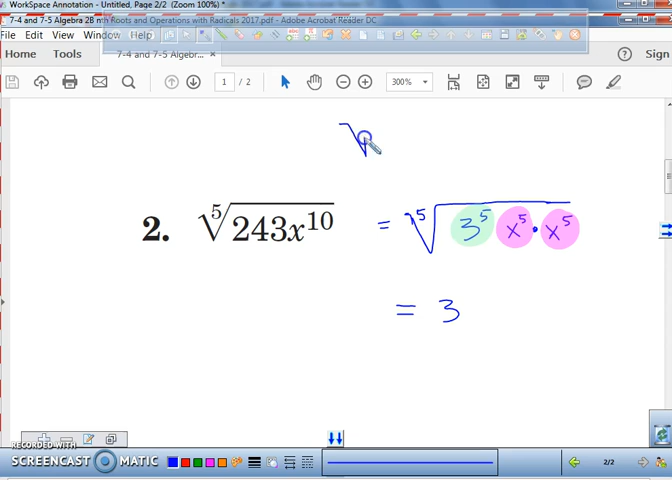 WorkSpace Annotation - Untitled, Page 2/2 (Zoom 100%)
7-4 and 7-5 Algebra 2B nth Roots and Operations with Radicals 2017.pdf - Adobe Acrobat Reader DC
File Edit View Window Help
Home Tools 7-4 and 7-5 Algebra... × Sign In
1 / 2 300%
2. ⁵√243x¹⁰ = ⁵√3⁵ x⁵ · x⁵
= 3
RECORDED WITH
SCREENCAST MATIC 2/2